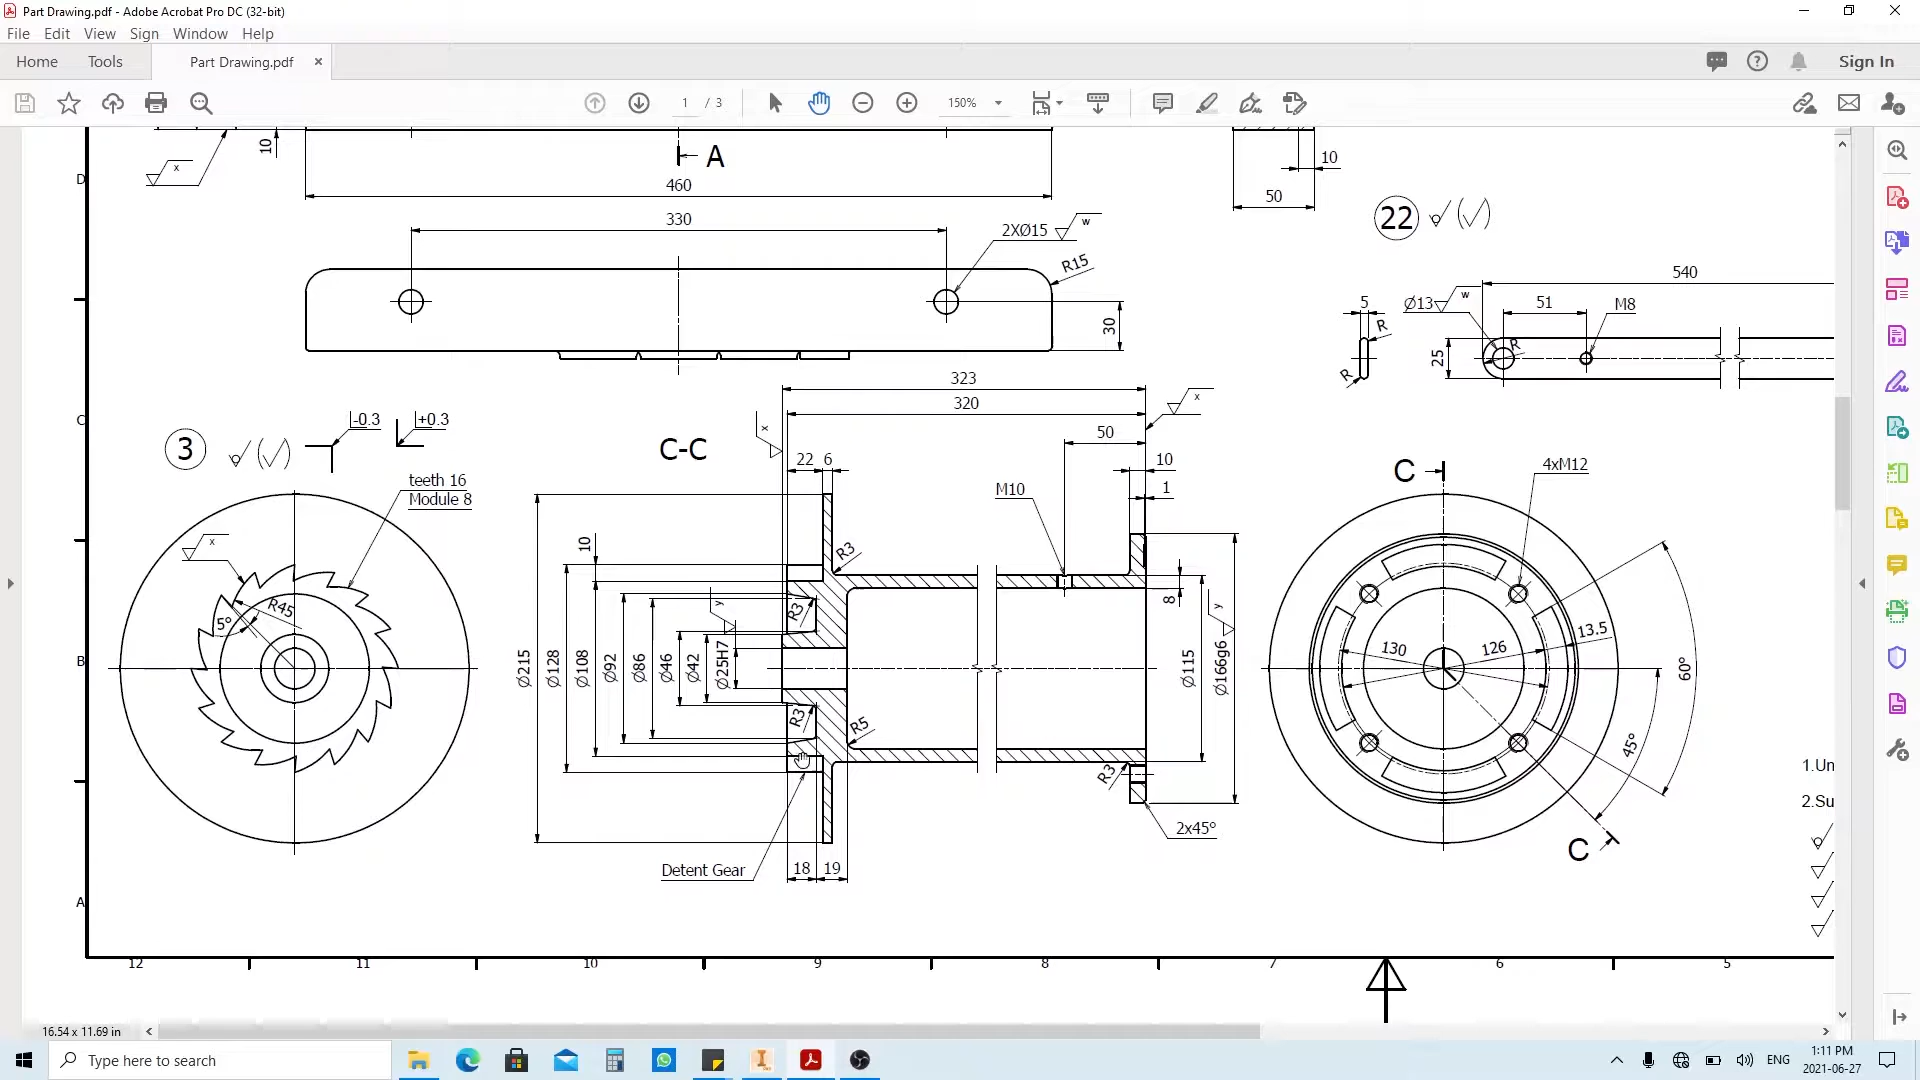 Part Drawing.pdf - Adobe Acrobat Pro DC (32-bit)
File Edit View Sign Window Help
Home Tools Part Drawing.pdf × Sign In
1 / 3 150%
D
10
A
460
10
50
22
330
2XØ15 w
R15
30
540
5
R
R
Ø13 w
51
M8
25
R
x
C
3
-0.3
+0.3
C-C
323
320
x
x
50
22 6
10
1
M10
C
4xM12
teeth 16
Module 8
x
R45
5°
10
R3
R3
R3
R5
R3
y
y
Ø215
Ø128
Ø108
Ø92
Ø86
Ø46
Ø42
Ø25H7
8
Ø115
Ø166g6
130
126
13.5
60°
45°
B
2x45°
C
Detent Gear
18 19
1.Un
2.Su
A
12 11 10 9 8 7 6 5
16.54 x 11.69 in
Type here to search
ENG
1:11 PM
2021-06-27